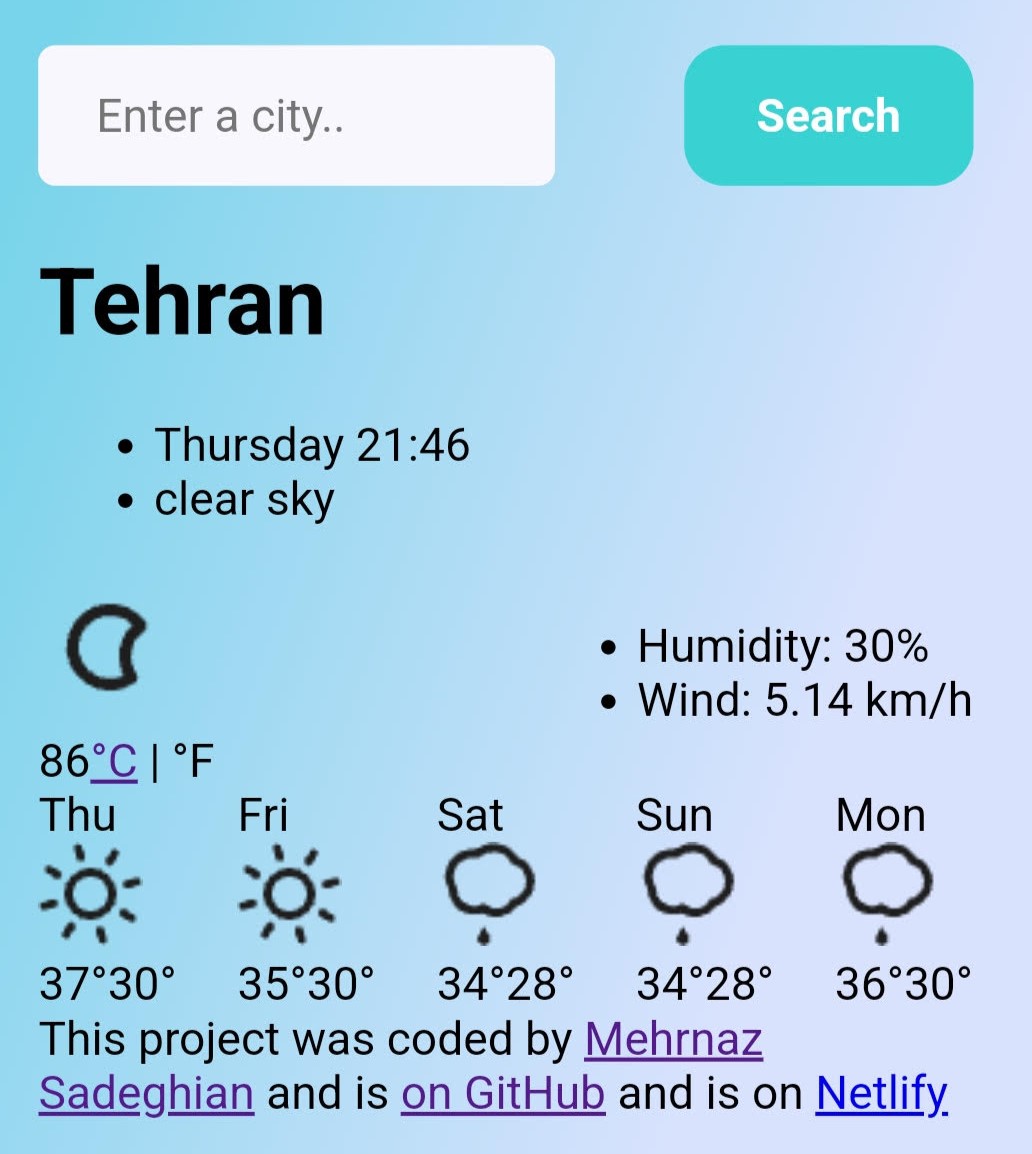 Enter a city..
Search
Tehran
Thursday 21:46
clear sky
Humidity: 30%
Wind: 5.14 km/h
86°C | °F
Thu Fri Sat Sun Mon
37°30° 35°30° 34°28° 34°28° 36°30°
This project was coded by Mehrnaz
Sadeghian and is on GitHub and is on Netlify